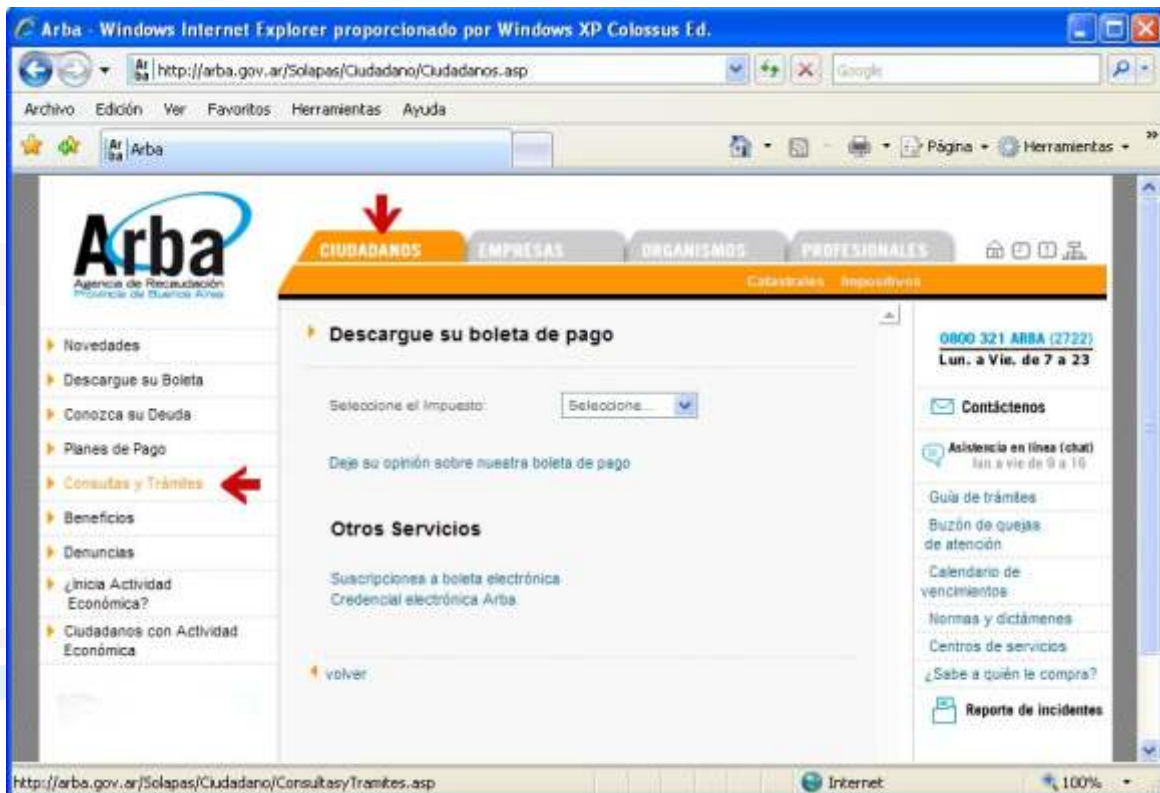 Arba - Windows Internet Explorer proporcionado por Windows XP Colossus Ed.
Ar ba http://arba.gov.ar/Solapas/Ciudadano/Ciudadanos.asp
Google
Archivo Edición Ver Favoritos Herramientas Ayuda
Ar ba Arba
Página
Herramientas
Arba
Agencia de Recaudación
Provincia de Buenos Aires
CIUDADANOS
EMPRESAS
ORGANISMOS
PROFESIONALES
Catastrales Impositivos
Novedades
Descargue su Boleta
Conozca su Deuda
Planes de Pago
Consultas y Trámites
Beneficios
Denuncias
¿Inicia Actividad
Económica?
Ciudadanos con Actividad
Económica
Descargue su boleta de pago
Seleccione el Impuesto: Seleccione...
Deje su opinión sobre nuestra boleta de pago
Otros Servicios
Suscripciones a boleta electrónica
Credencial electrónica Arba
volver
0800 321 ARBA (2722)
Lun. a Vie. de 7 a 23
Contáctenos
Asistencia en línea (chat)
lun a vie de 9 a 16
Guía de trámites
Buzón de quejas
de atención
Calendario de
vencimientos
Normas y dictámenes
Centros de servicios
¿Sabe a quién le compra?
Reporte de incidentes
http://arba.gov.ar/Solapas/Ciudadano/ConsultasyTramites.asp
Internet
100%